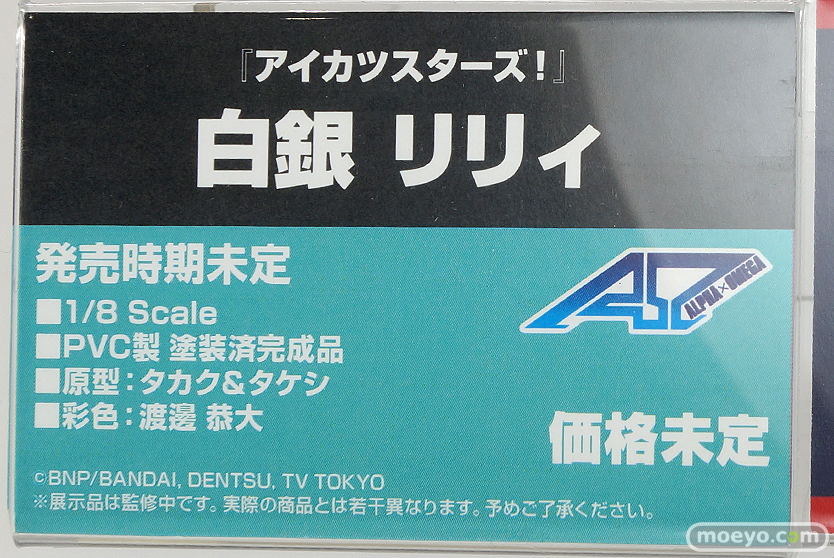 『アイカツスターズ！』
白銀 リリィ
発売時期未定
■1/8 Scale
■PVC製 塗装済完成品
■原型：タカク&タケシ
■彩色：渡邊 恭大
AΩ
ALPHA×OMEGA
価格未定
©BNP/BANDAI, DENTSU, TV TOKYO
※展示品は監修中です。実際の商品とは若干異なります。予めご了承ください。
moeyo.com